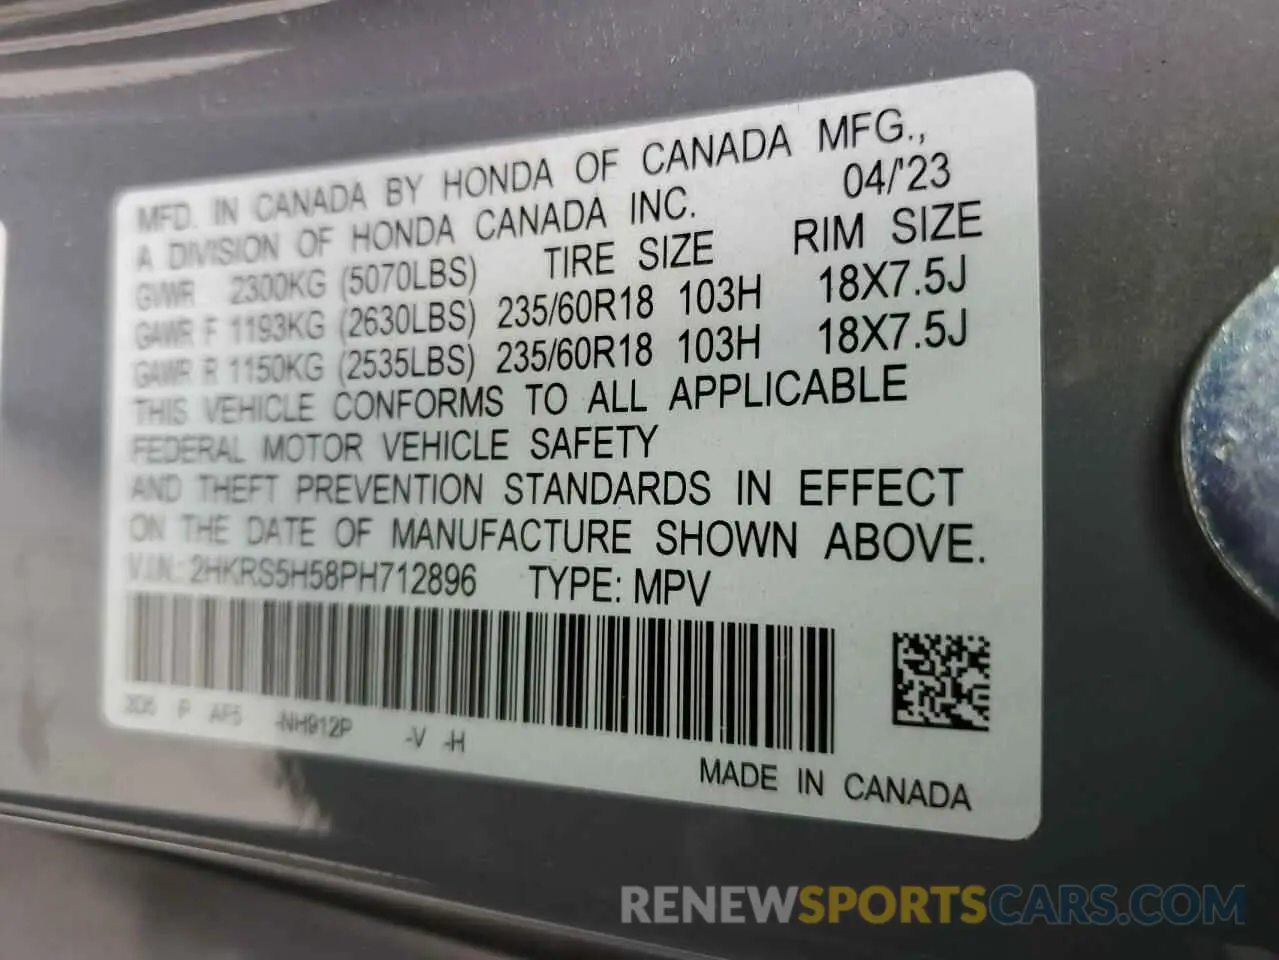 MFD. IN CANADA BY HONDA OF CANADA MFG.,
A DIVISION OF HONDA CANADA INC. 04/'23
GVWR 2300KG (5070LBS) TIRE SIZE RIM SIZE
GAWR F 1193KG (2630LBS) 235/60R18 103H 18X7.5J
GAWR R 1150KG (2535LBS) 235/60R18 103H 18X7.5J
THIS VEHICLE CONFORMS TO ALL APPLICABLE
FEDERAL MOTOR VEHICLE SAFETY
AND THEFT PREVENTION STANDARDS IN EFFECT
ON THE DATE OF MANUFACTURE SHOWN ABOVE.
V.I.N.: 2HKRS5H58PH712896 TYPE: MPV
P AF5 -NH912P -V -H
MADE IN CANADA
RENEWSPORTSCARS.COM